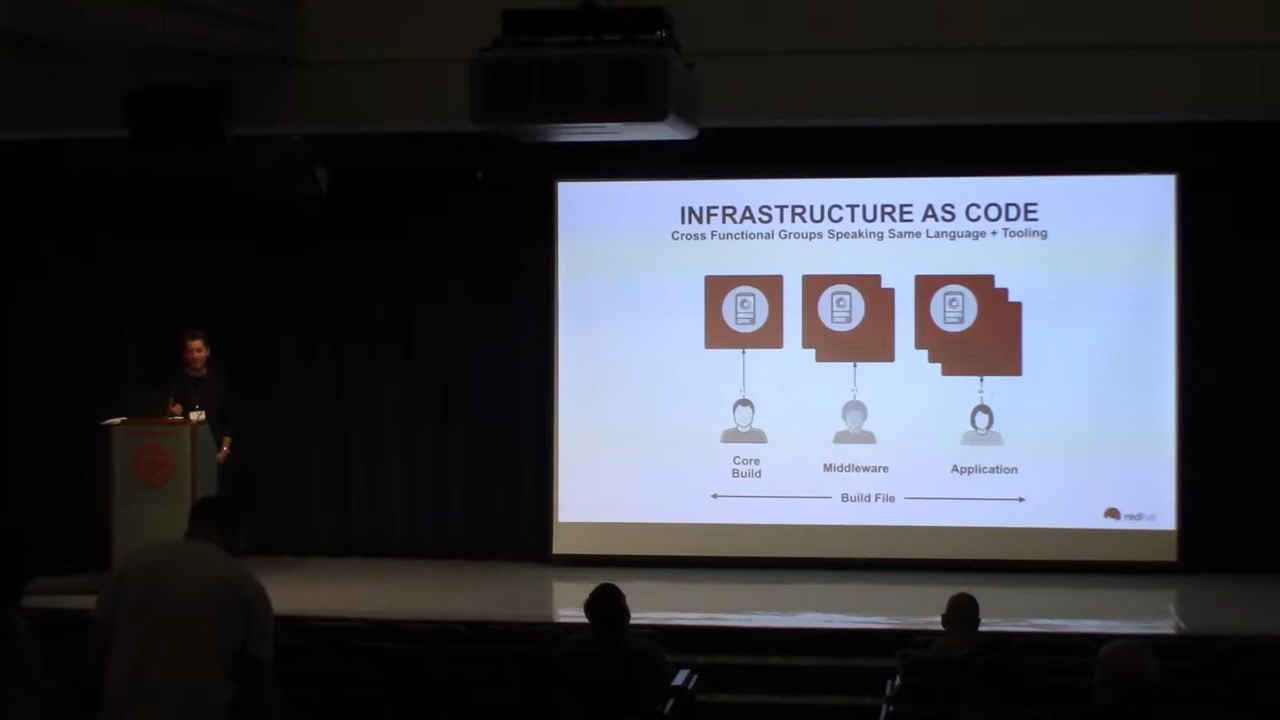 INFRASTRUCTURE AS CODE
Cross Functional Groups Speaking Same Language + Tooling
Core
Build
Middleware
Application
Build File
redhat